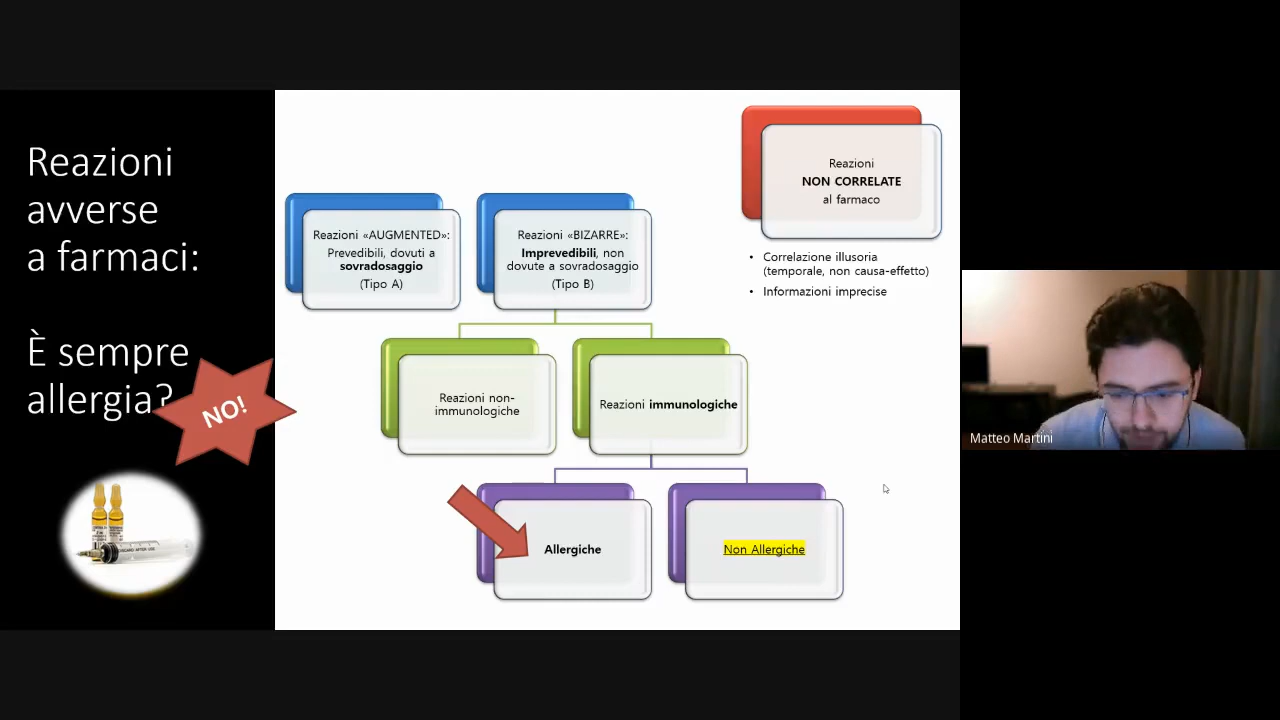 Reazioni
avverse
a farmaci:
È sempre
allergia?
NO!
Reazioni
NON CORRELATE
al farmaco
• Correlazione illusoria
(temporale, non causa-effetto)
• Informazioni imprecise
Reazioni «AUGMENTED»:
Prevedibili, dovuti a
sovradosaggio
(Tipo A)
Reazioni «BIZARRE»:
Imprevedibili, non
dovute a sovradosaggio
(Tipo B)
Reazioni non-
immunologiche
Reazioni immunologiche
Allergiche
Non Allergiche
Matteo Martini